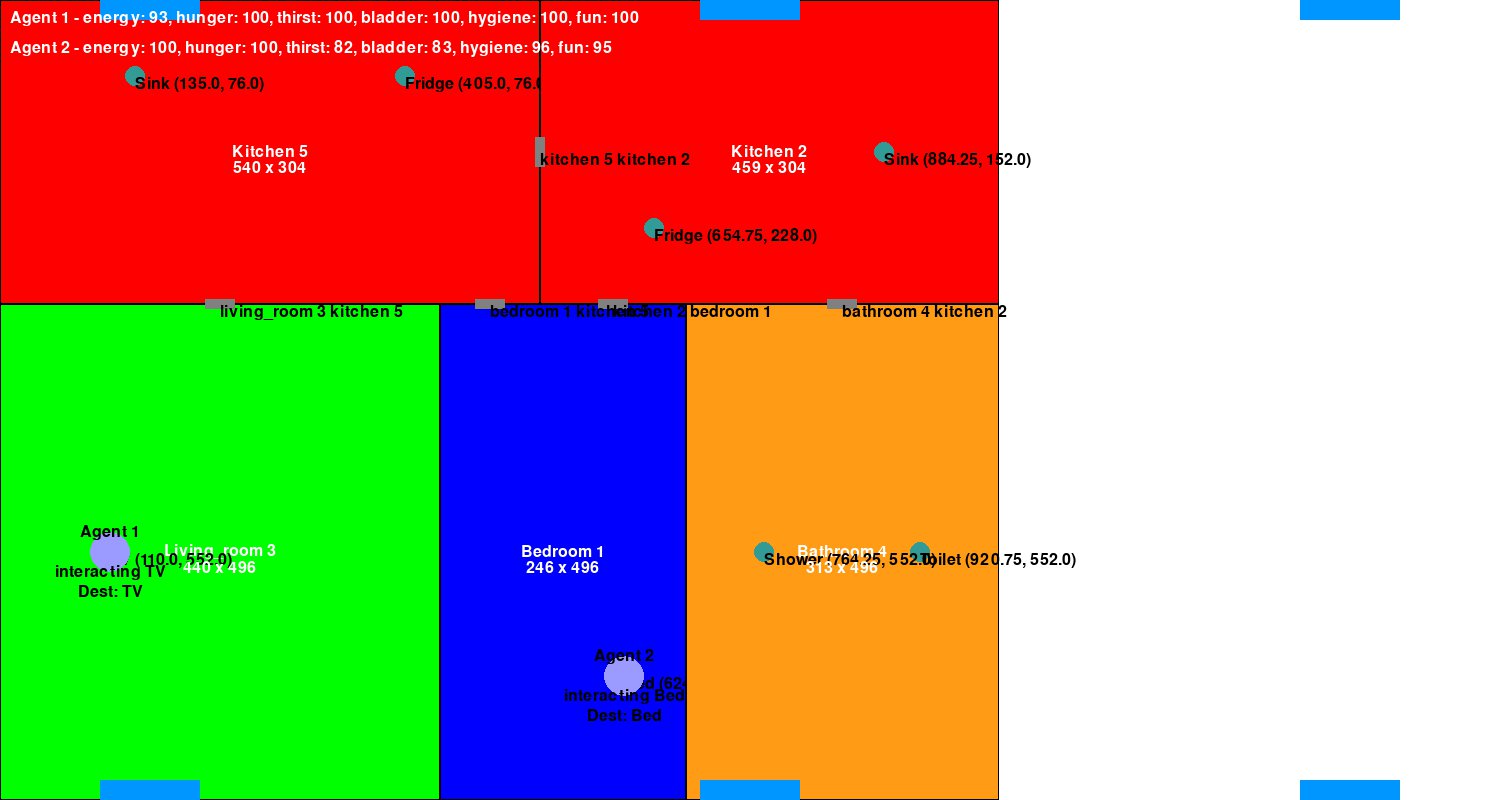 Agent 1 - energy: 93, hunger: 100, thirst: 100, bladder: 100, hygiene: 100, fun: 100
Agent 2 - energy: 100, hunger: 100, thirst: 82, bladder: 83, hygiene: 96, fun: 95
Sink (135.0, 76.0)
Fridge (405.0, 76.
Kitchen 5
540 x 304
kitchen 5 kitchen 2
Kitchen 2
459 x 304
Sink (884.25, 152.0)
Fridge (654.75, 228.0)
living_room 3 kitchen 5
bedroom 1 kitchen 5
kitchen 2 bedroom 1
bathroom 4 kitchen 2
Agent 1
Living_room 3
440 x 496
(110.0, 552.0)
interacting TV
Dest: TV
Bedroom 1
246 x 496
Bathroom 4
313 x 496
Shower (764.25, 552.0)
Toilet (920.75, 552.0)
Agent 2
(62
interacting Bed
Dest: Bed